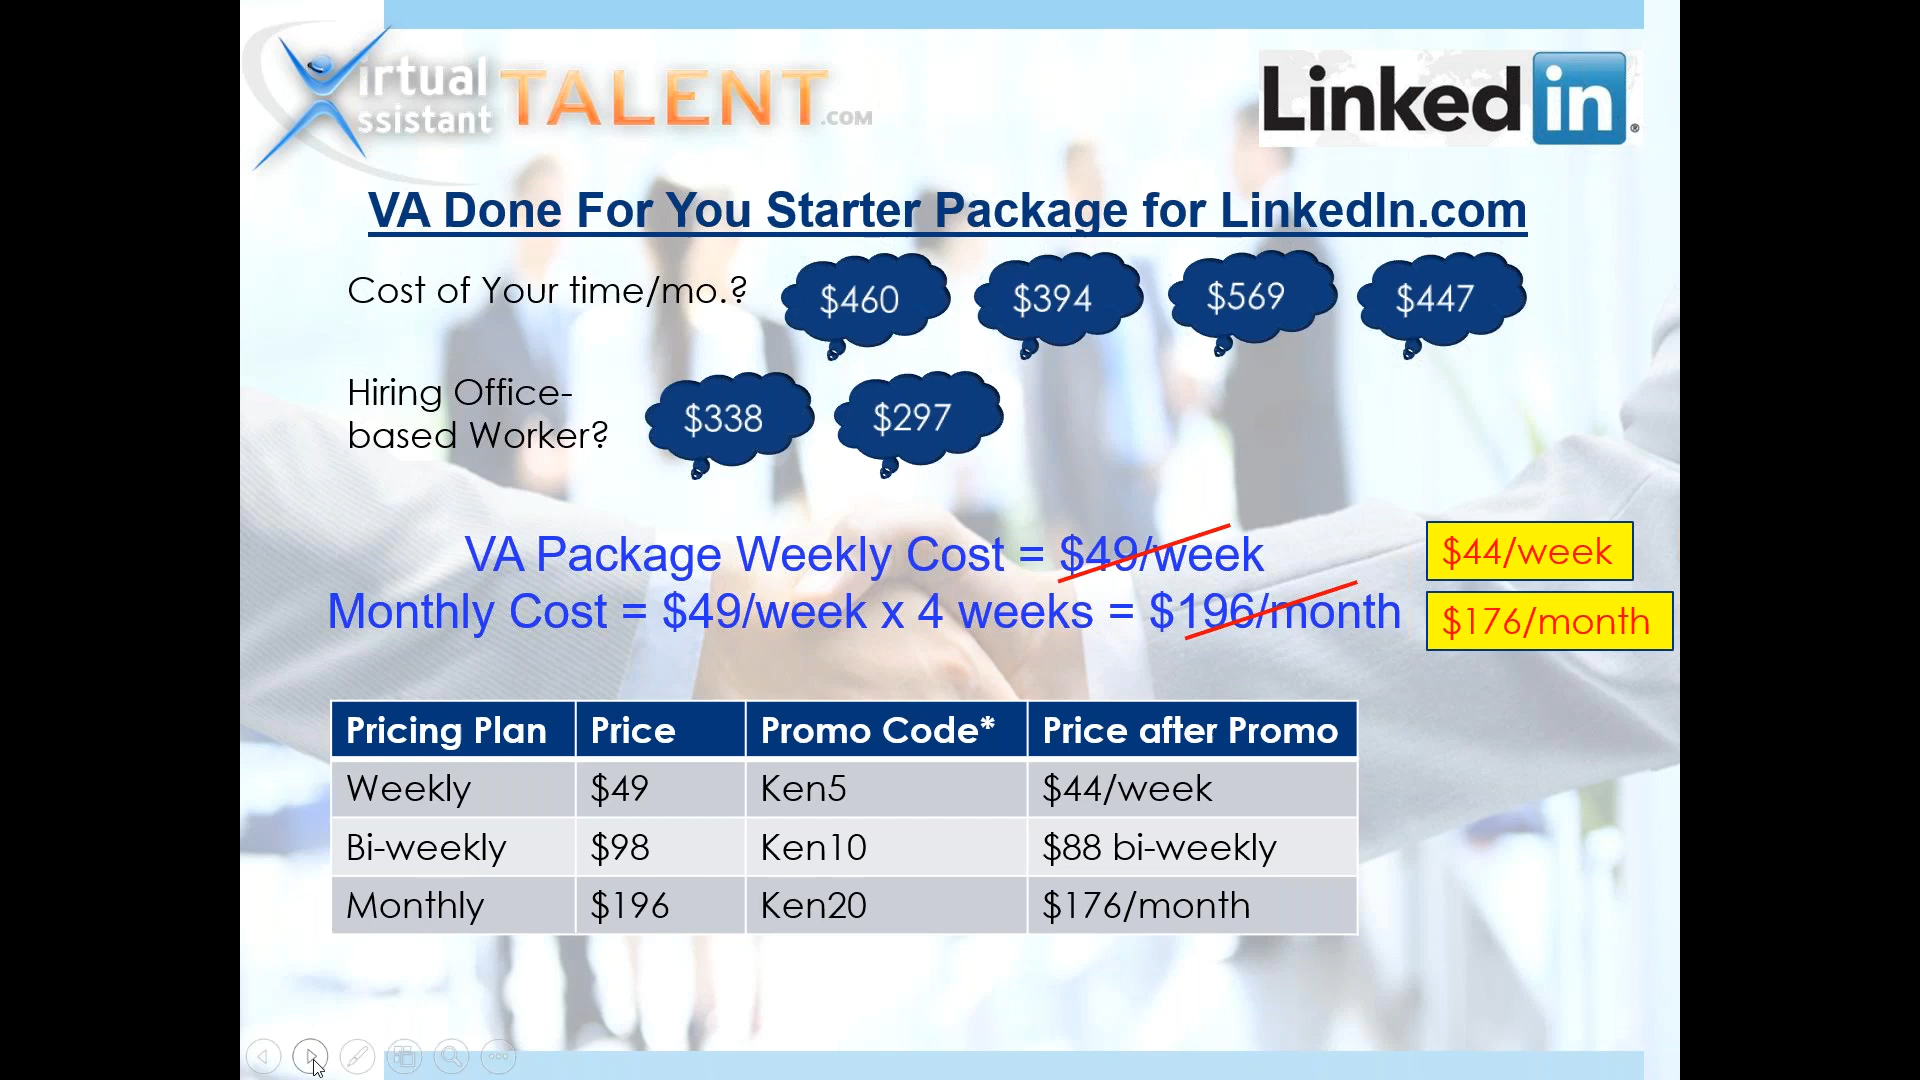 Virtual
Assistant TALENT.COM
Linked in ®
VA Done For You Starter Package for LinkedIn.com
Cost of Your time/mo.? $460 $394 $569 $447
Hiring Office-
based Worker? $338 $297
VA Package Weekly Cost = $49/week $44/week
Monthly Cost = $49/week x 4 weeks = $196/month $176/month
Pricing Plan Price Promo Code* Price after Promo
Weekly $49 Ken5 $44/week
Bi-weekly $98 Ken10 $88 bi-weekly
Monthly $196 Ken20 $176/month